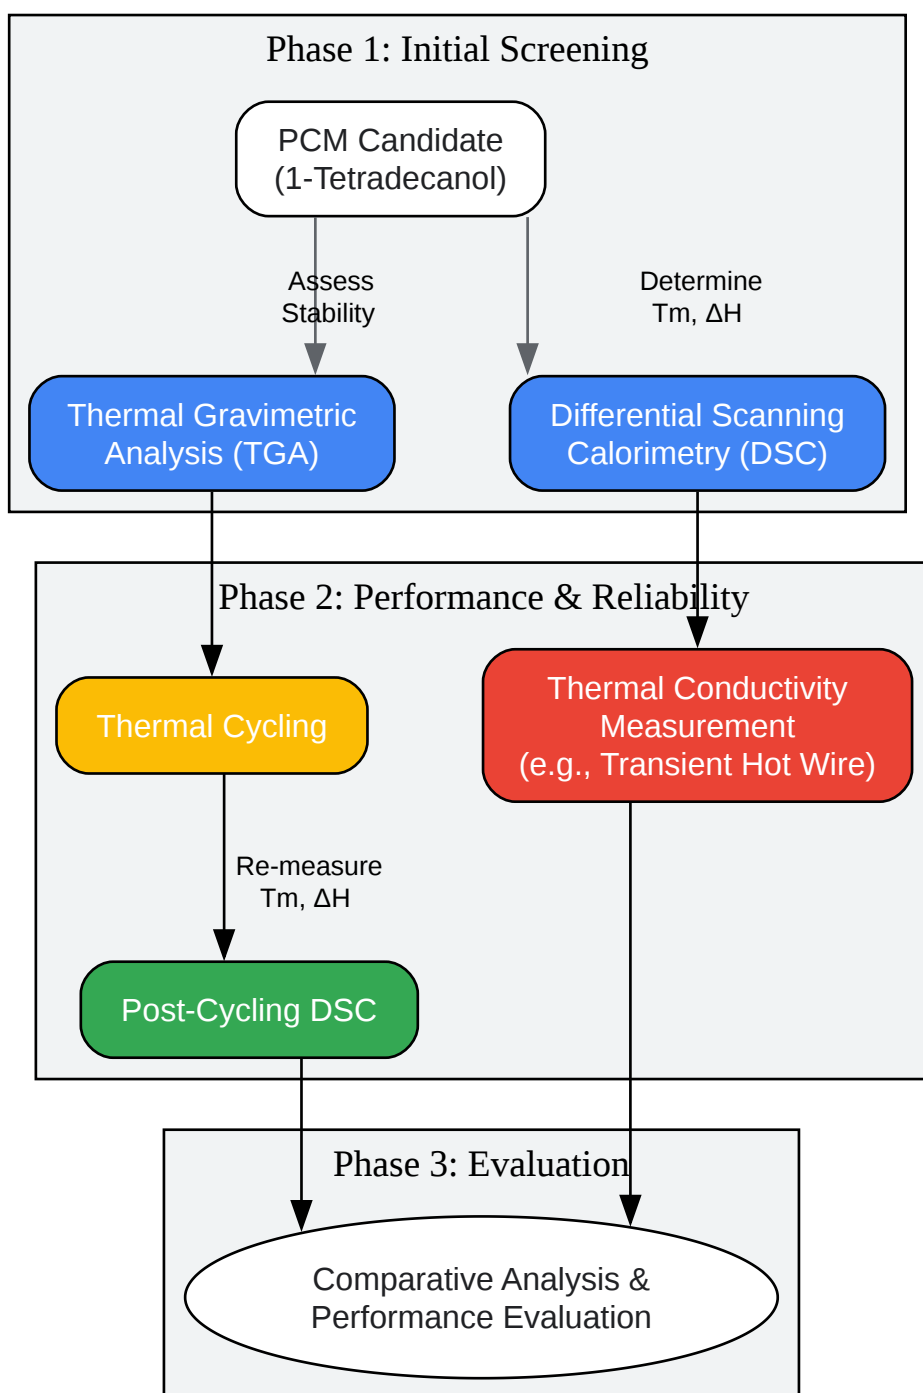 Phase 1: Initial Screening
PCM Candidate
(1-Tetradecanol)
Assess
Stability
Determine
Tm, ΔH
Thermal Gravimetric
Analysis (TGA)
Differential Scanning
Calorimetry (DSC)
Phase 2: Performance & Reliability
Thermal Cycling
Thermal Conductivity
Measurement
(e.g., Transient Hot Wire)
Re-measure
Tm, ΔH
Post-Cycling DSC
Phase 3: Evaluation
Comparative Analysis &
Performance Evaluation